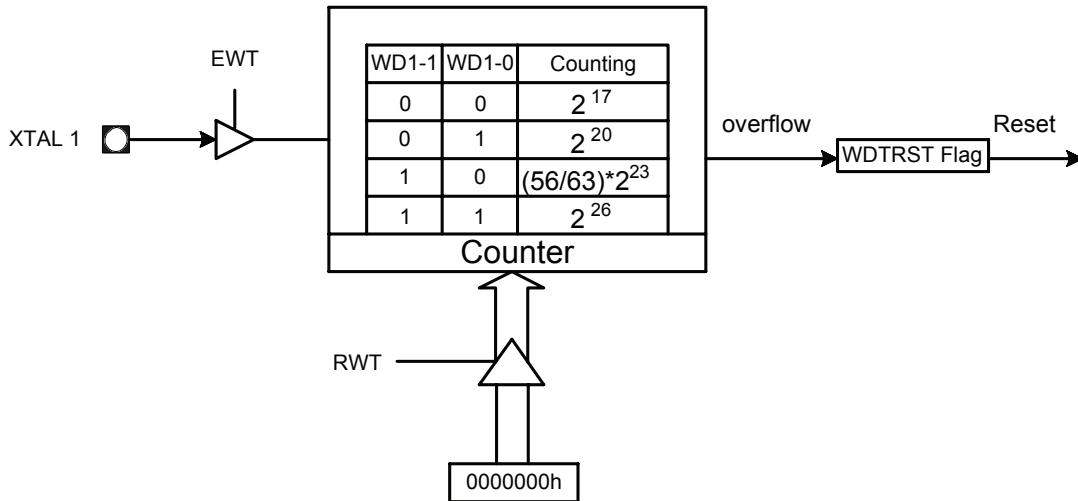 EWT
XTAL 1
WD1-1 WD1-0 Counting
0 0 2^17
0 1 2^20
1 0 (56/63)*2^23
1 1 2^26
Counter
overflow
WDTRST Flag
Reset
RWT
0000000h